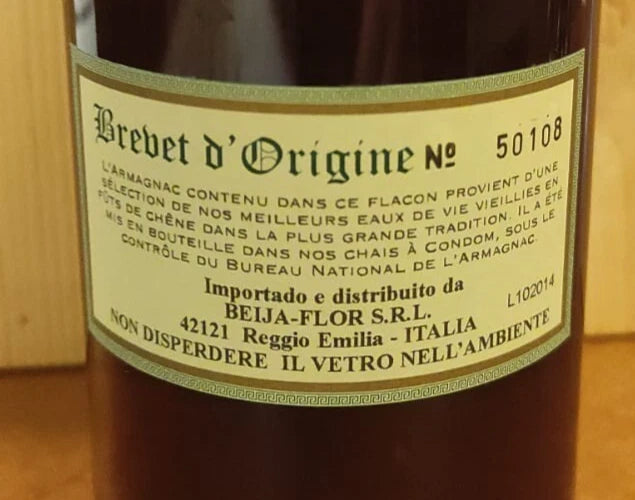 Brevet d'Origine Nº 50108
L'ARMAGNAC CONTENU DANS CE FLACON PROVIENT D'UNE
SÉLECTION DE NOS MEILLEURS EAUX DE VIE VIEILLIES EN
FÛTS DE CHÊNE DANS LA PLUS GRANDE TRADITION. IL A ÉTÉ
MIS EN BOUTEILLE DANS NOS CHAIS À CONDOM, SOUS LE
CONTRÔLE DU BUREAU NATIONAL DE L'ARMAGNAC.
Importado e distribuito da
BEIJA-FLOR S.R.L.
42121 Reggio Emilia - ITALIA
L102014
NON DISPERDERE IL VETRO NELL'AMBIENTE